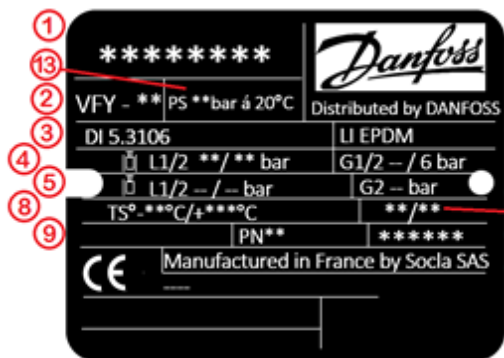 1
********
Danfoss
13
2
VFY - ** PS **bar á 20°C
Distributed by DANFOSS
3
DI 5.3106 LI EPDM
4
L1/2 **/** bar G1/2 -- / 6 bar
5
L1/2 -- / -- bar G2 -- bar
8
TS°-**°C/+***°C **/**
9
PN** ******
CE Manufactured in France by Socla SAS
----